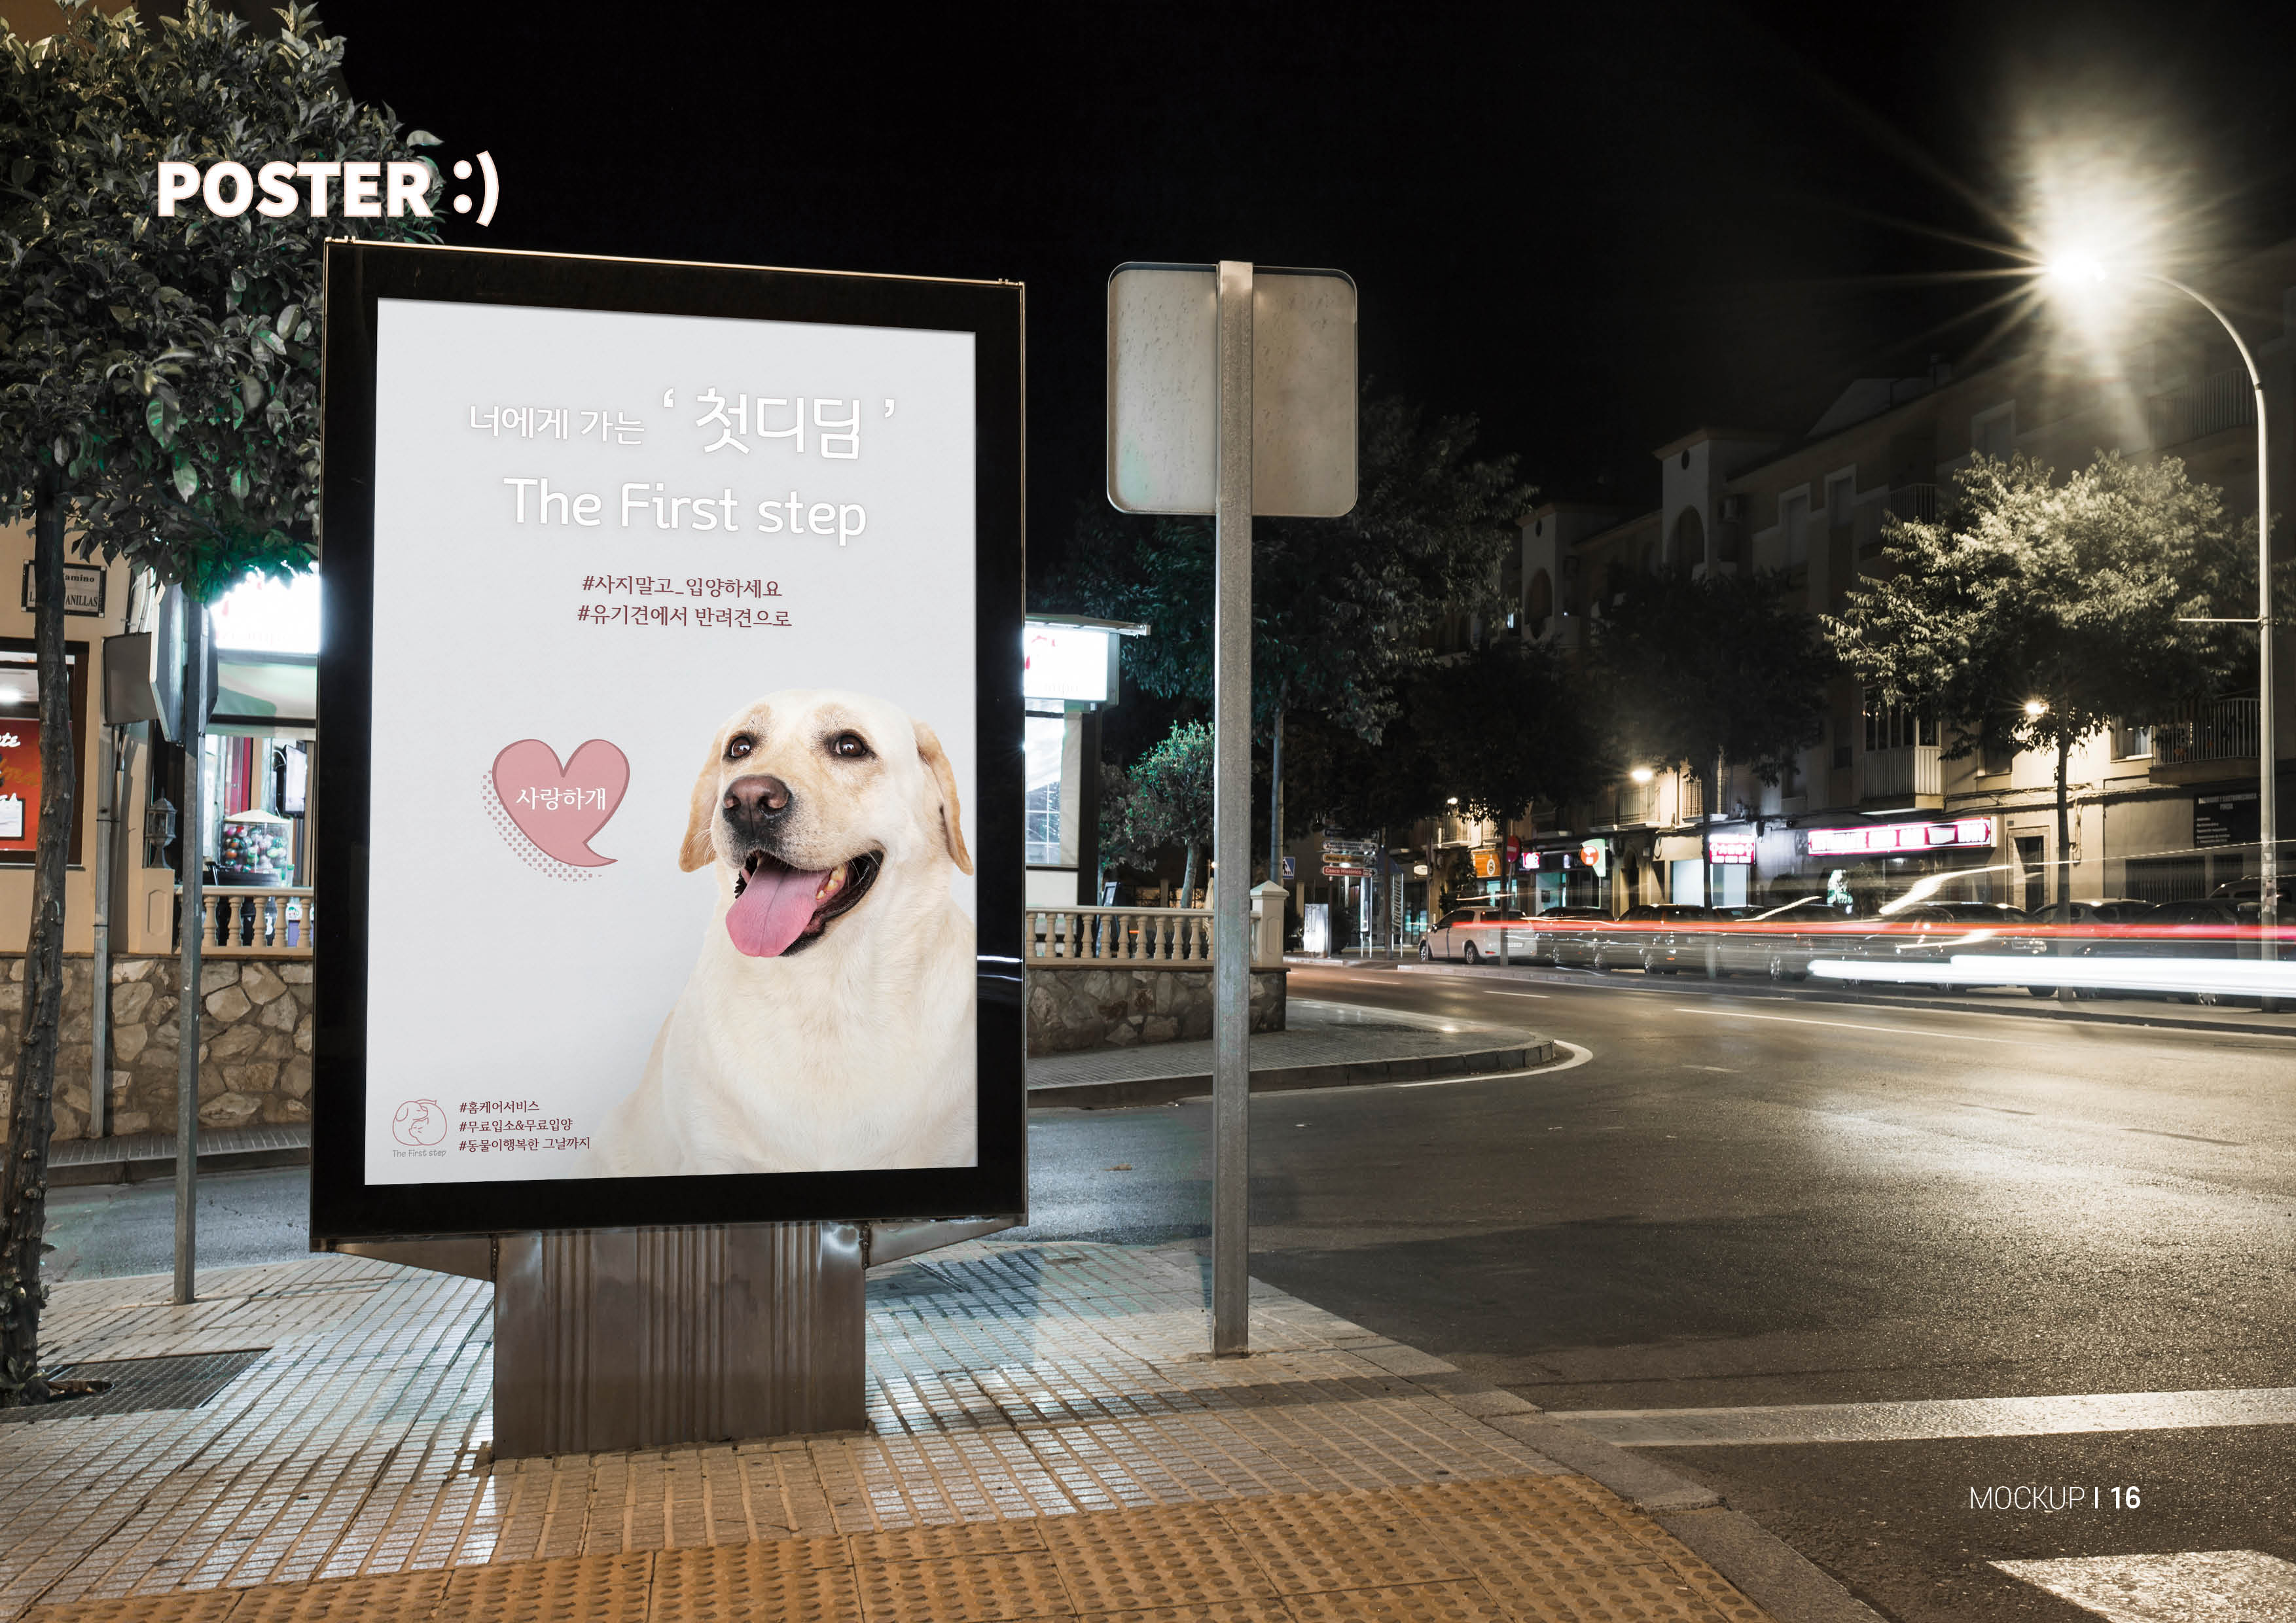 POSTER :)
너에게 가는 ‘ 첫디딤 ’
The First step
#사지말고_입양하세요
#유기견에서 반려견으로
사랑하개
The First step
#홈케어서비스
#무료입소&무료입양
#동물이행복한 그날까지
MOCKUP I 16